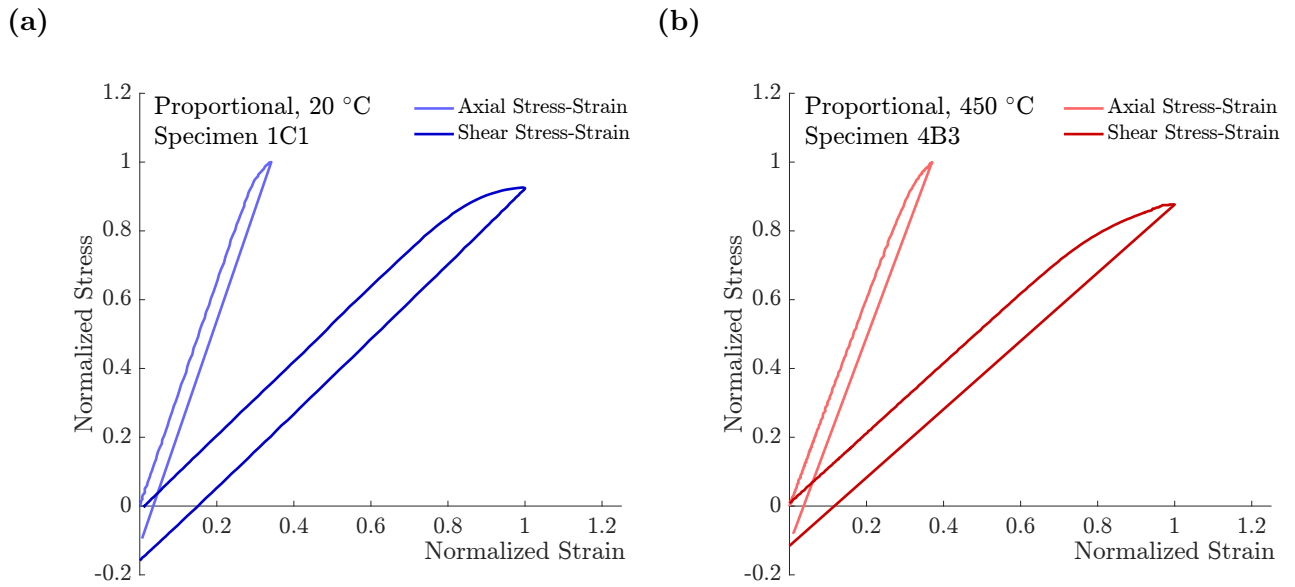 (a)
Proportional, 20 °C
Specimen 1C1
Axial Stress-Strain
Shear Stress-Strain
Normalized Stress
1.2
1
0.8
0.6
0.4
0.2
0
-0.2
0.2
0.4
0.6
0.8
1
1.2
Normalized Strain
(b)
Proportional, 450 °C
Specimen 4B3
Axial Stress-Strain
Shear Stress-Strain
Normalized Stress
1.2
1
0.8
0.6
0.4
0.2
0
-0.2
0.2
0.4
0.6
0.8
1
1.2
Normalized Strain